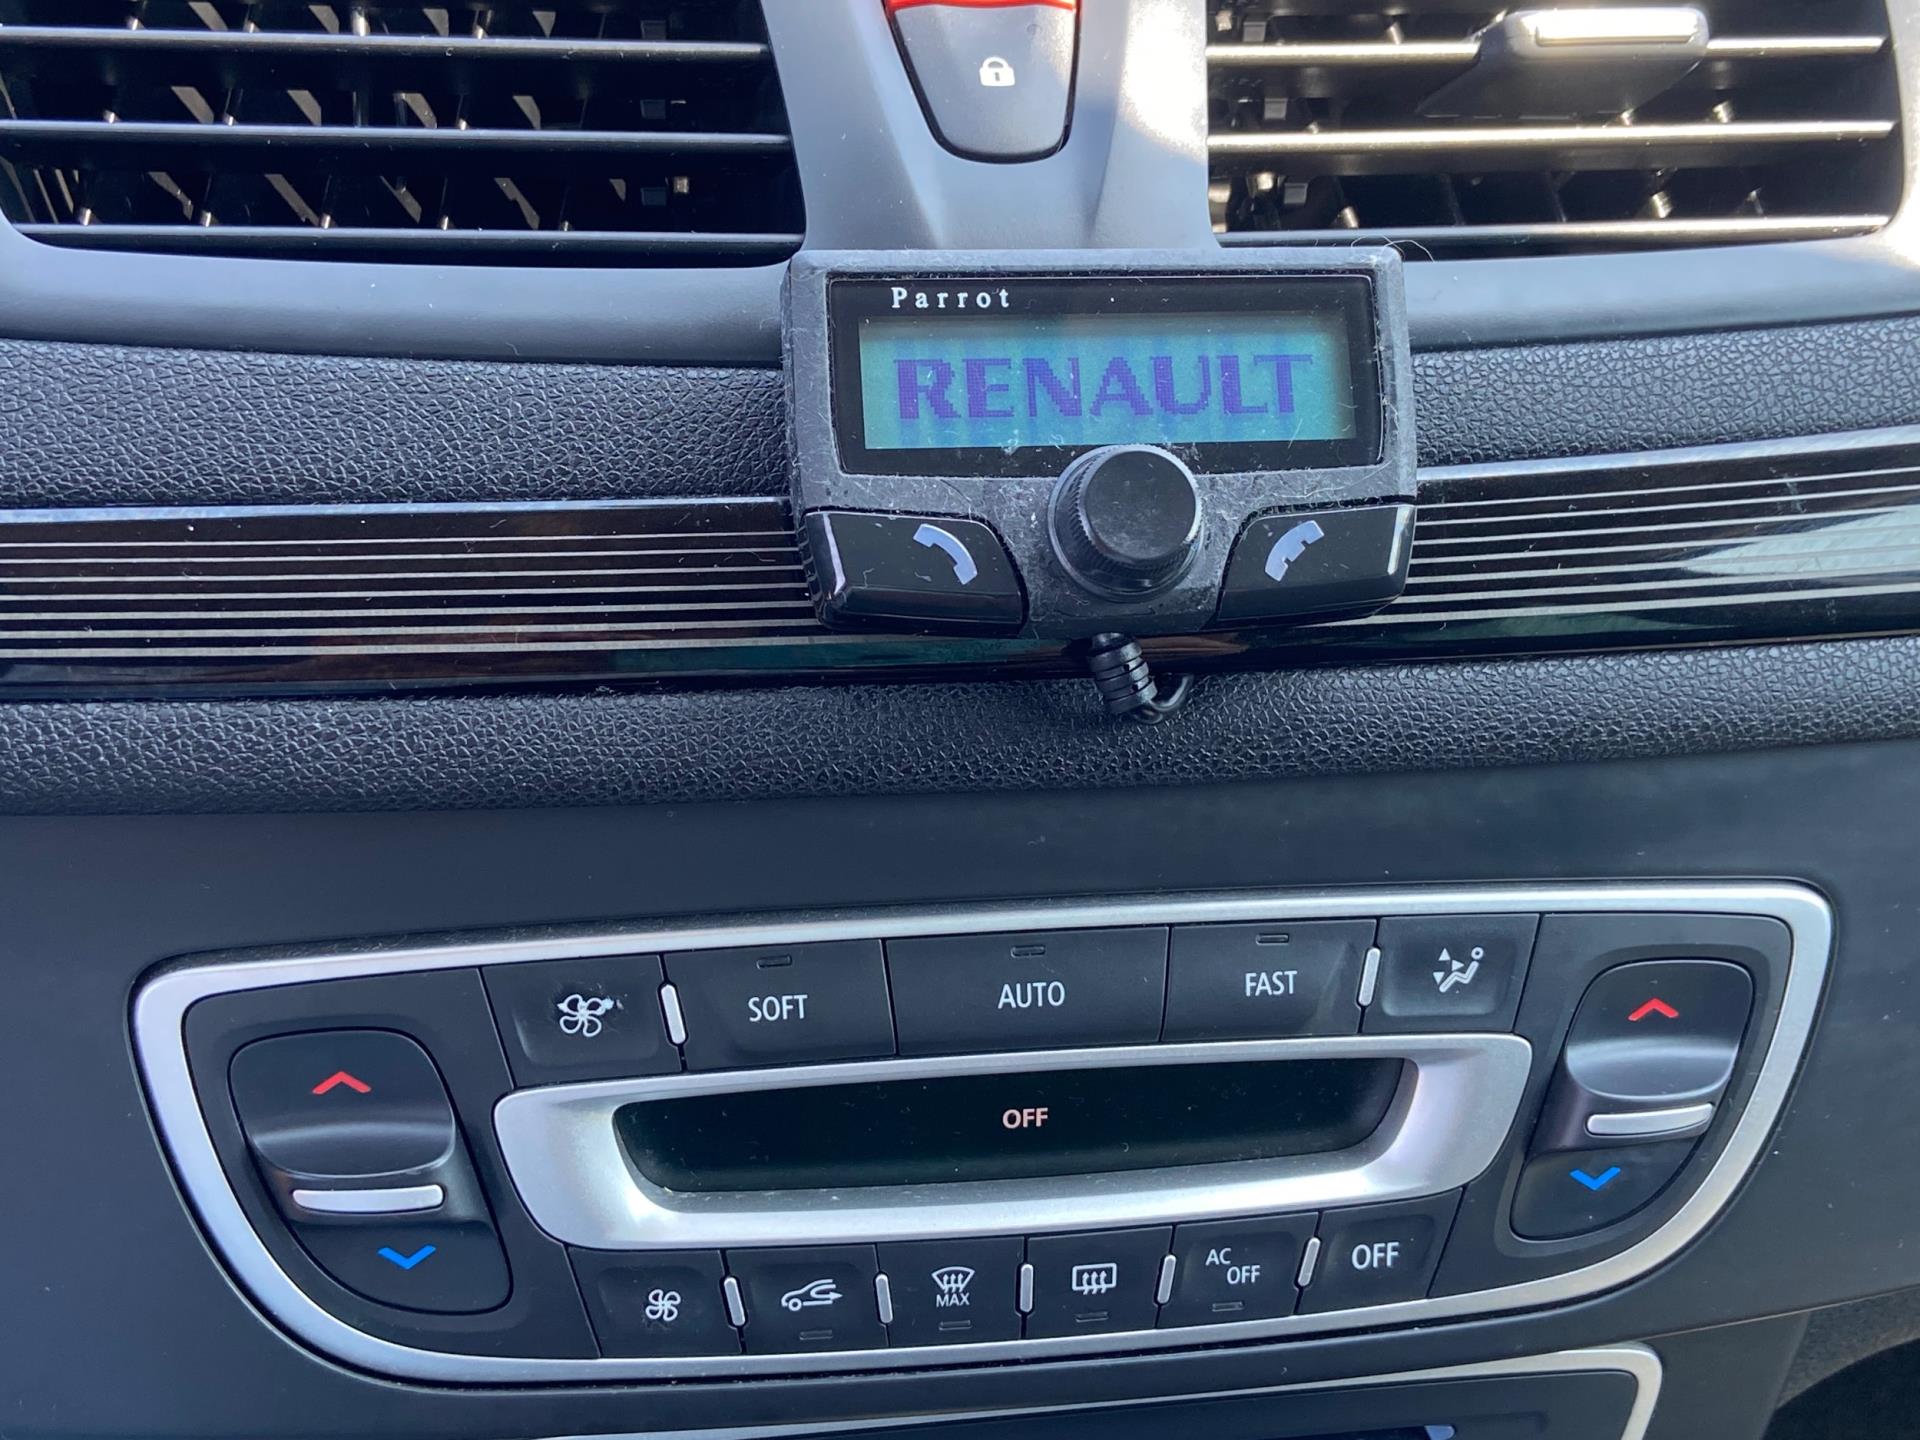 Parrot
RENAULT
SOFT
AUTO
FAST
OFF
MAX
AC
OFF
OFF